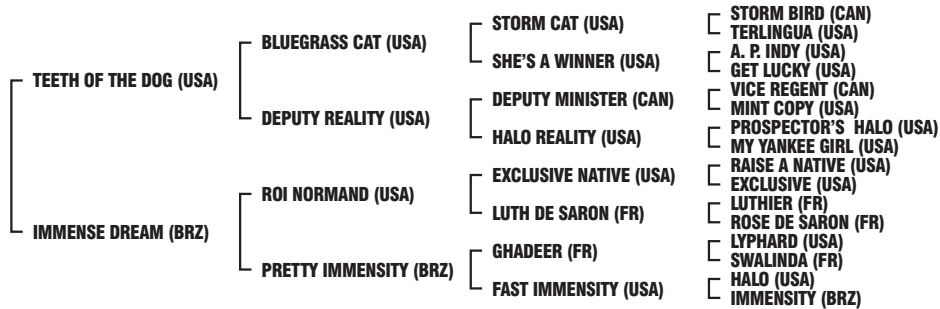 TEETH OF THE DOG (USA)
IMMENSE DREAM (BRZ)
BLUEGRASS CAT (USA)
DEPUTY REALITY (USA)
ROI NORMAND (USA)
PRETTY IMMENSITY (BRZ)
STORM CAT (USA)
SHE'S A WINNER (USA)
DEPUTY MINISTER (CAN)
HALO REALITY (USA)
EXCLUSIVE NATIVE (USA)
LUTH DE SARON (FR)
GHADEER (FR)
FAST IMMENSITY (USA)
STORM BIRD (CAN)
TERLINGUA (USA)
A. P. INDY (USA)
GET LUCKY (USA)
VICE REGENT (CAN)
MINT COPY (USA)
PROSPECTOR'S HALO (USA)
MY YANKEE GIRL (USA)
RAISE A NATIVE (USA)
EXCLUSIVE (USA)
LUTHIER (FR)
ROSE DE SARON (FR)
LYPHARD (USA)
SWALINDA (FR)
HALO (USA)
IMMENSITY (BRZ)